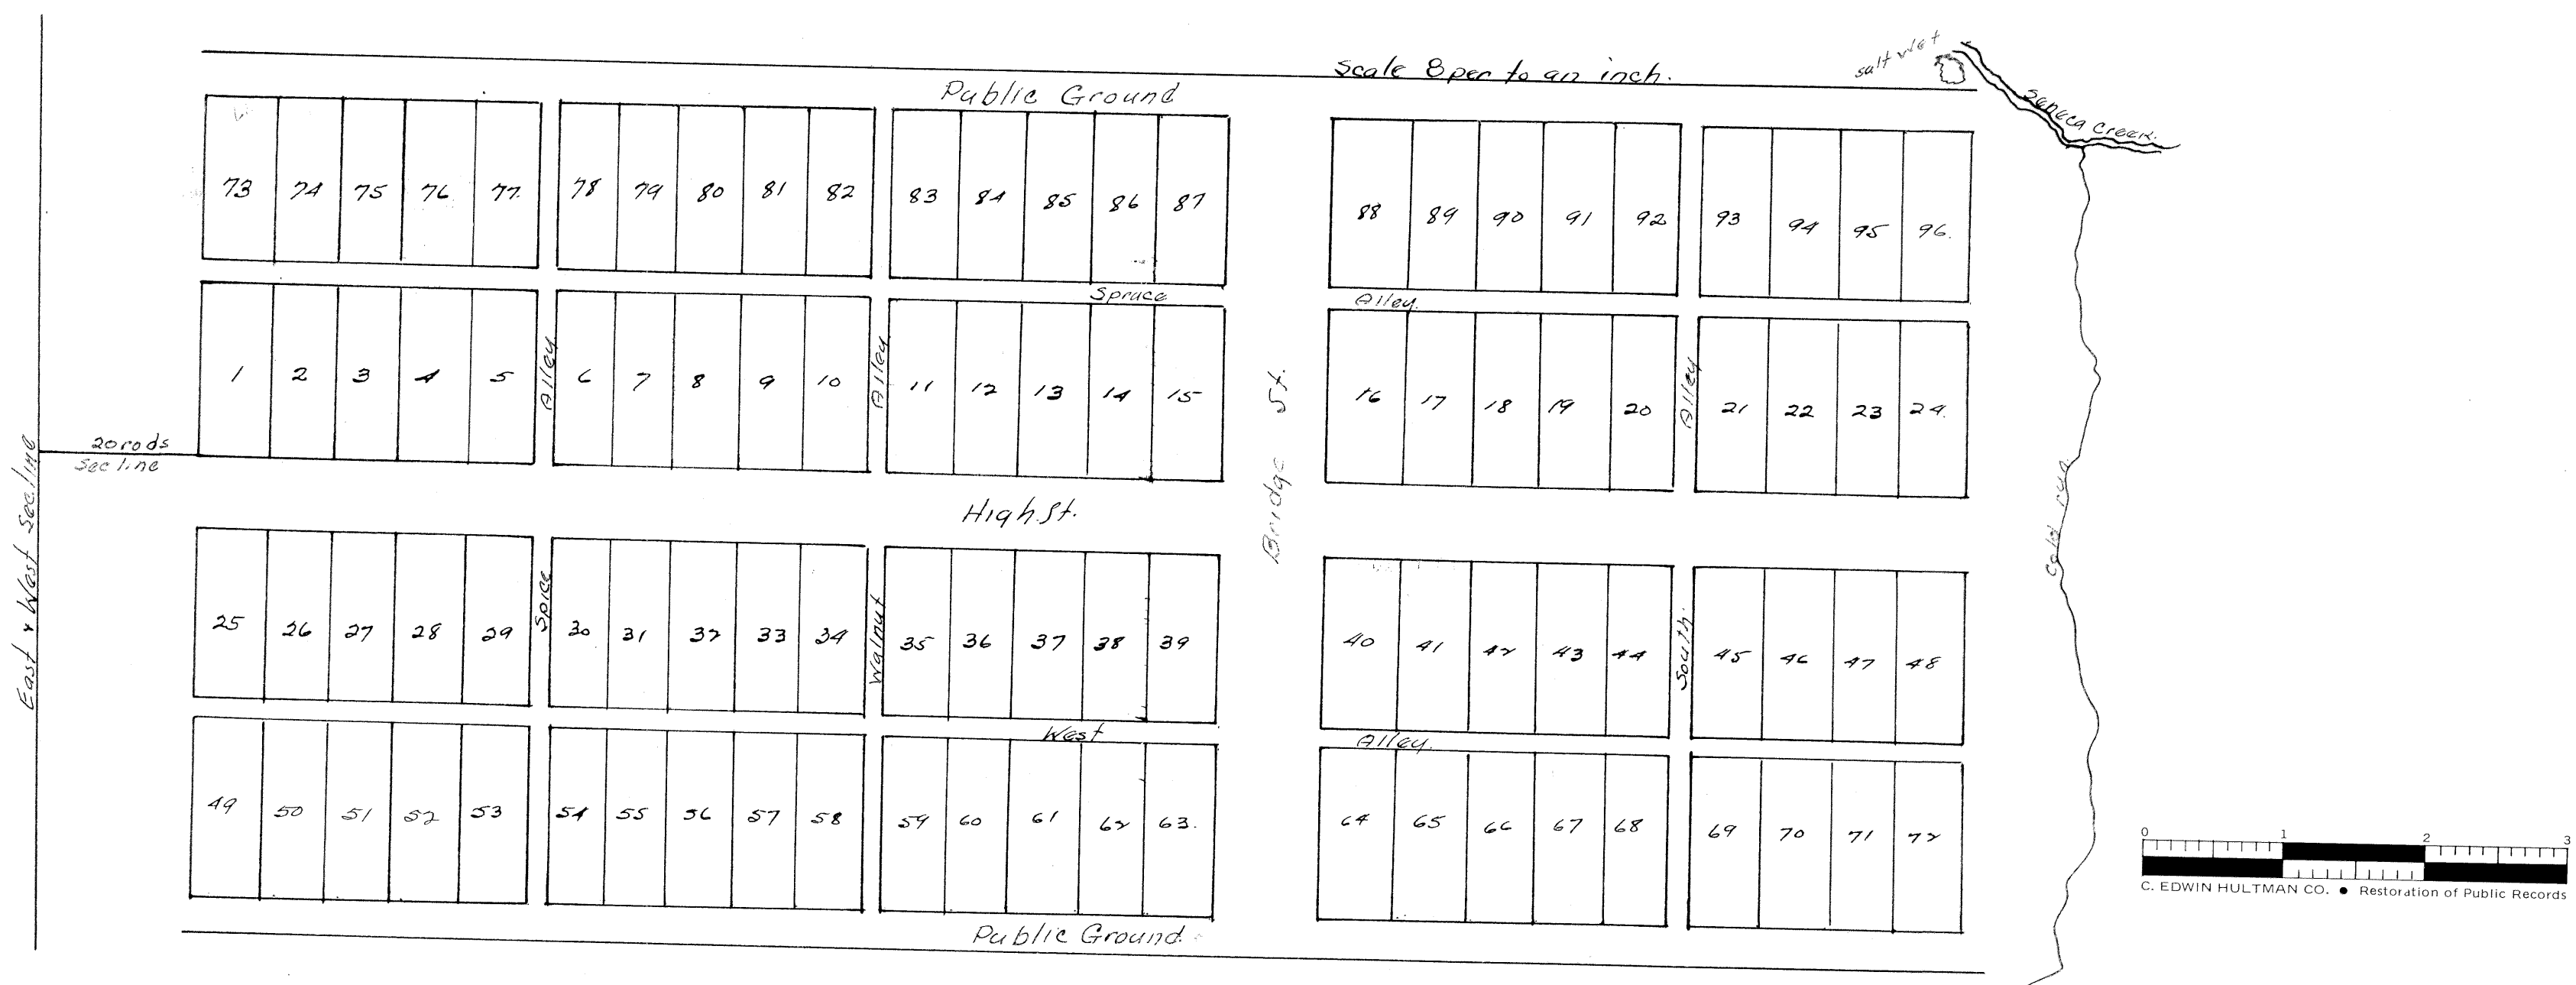 Scale 8 per to an inch.
Public Ground
Seneca Creek.
73 74 75 76 77. 78 79 80 81 82 83 84 85 86 87 88 89 90 91 92 93 94 95 96.
Spruce Alley.
1 2 3 4 5 Alley 6 7 8 9 10 Alley 11 12 13 14 15 Bridge St. 16 17 18 19 20 Alley 21 22 23 24.
20 rods
Sec line
East & West Sec. line
High St.
25 26 27 28 29 Spice 30 31 32 33 34 Walnut 35 36 37 38 39 40 41 42 43 44 South. 45 46 47 48
West Alley.
49 50 51 52 53 54 55 56 57 58 59 60 61 62 63. 64 65 66 67 68 69 70 71 72
Public Ground
0 1 2 3
C. EDWIN HULTMAN CO. ● Restoration of Public Records